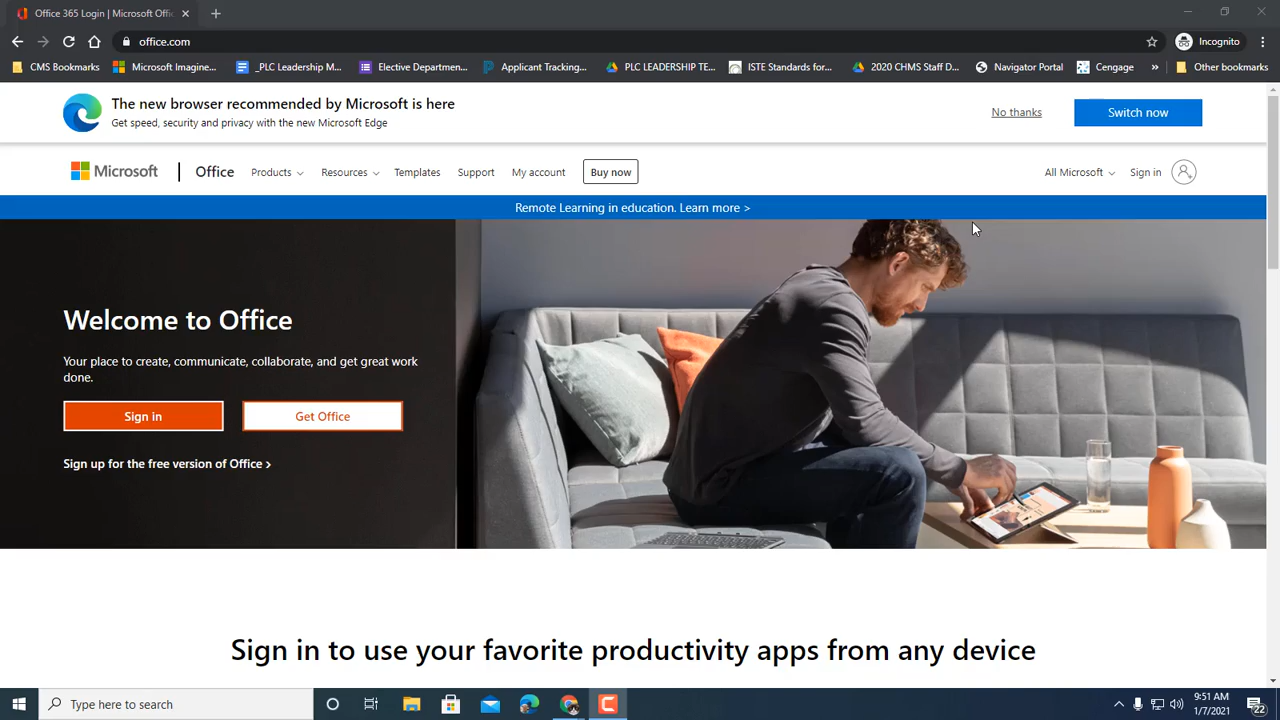 Office 365 Login | Microsoft Offic
office.com
Incognito
CMS Bookmarks
Microsoft Imagine...
_PLC Leadership M...
Elective Departmen...
Applicant Tracking...
PLC LEADERSHIP TE...
ISTE Standards for...
2020 CHMS Staff D...
Navigator Portal
Cengage
»
Other bookmarks
The new browser recommended by Microsoft is here
Get speed, security and privacy with the new Microsoft Edge
No thanks
Switch now
Microsoft
Office
Products
Resources
Templates
Support
My account
Buy now
All Microsoft
Sign in
Remote Learning in education. Learn more >
Welcome to Office
Your place to create, communicate, collaborate, and get great work
done.
Sign in
Get Office
Sign up for the free version of Office >
Sign in to use your favorite productivity apps from any device
Type here to search
9:51 AM
1/7/2021
22